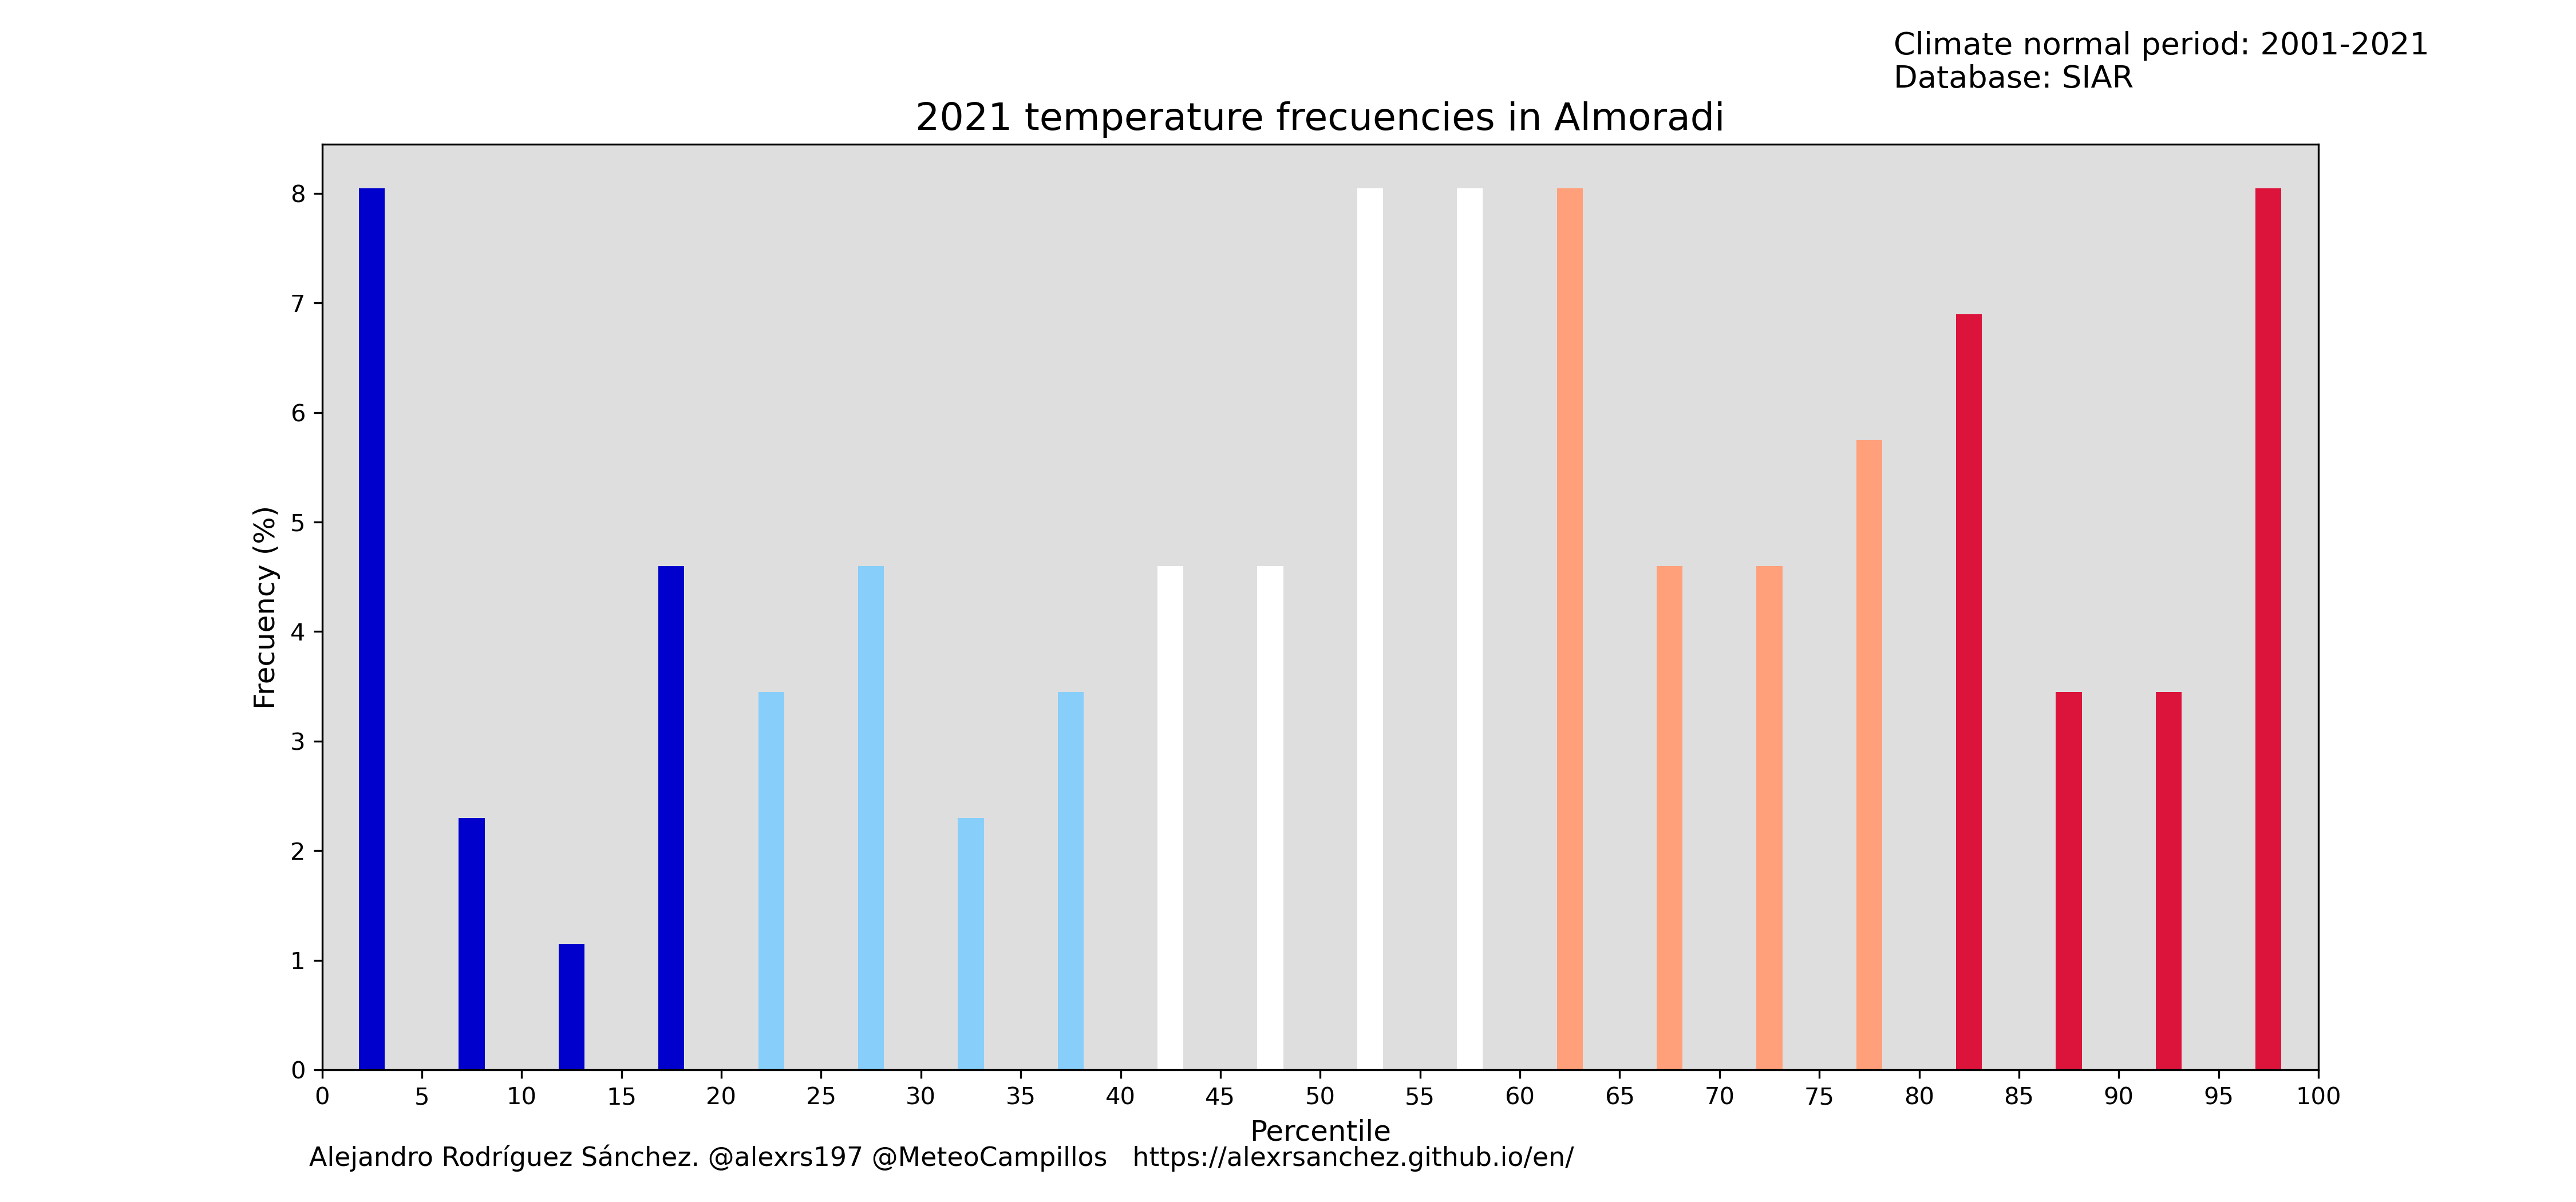 Climate normal period: 2001-2021
Database: SIAR
2021 temperature frecuencies in Almoradi
Frecuency (%)
8
7
6
5
4
3
2
1
0
0 5 10 15 20 25 30 35 40 45 50 55 60 65 70 75 80 85 90 95 100
Percentile
Alejandro Rodríguez Sánchez. @alexrs197 @MeteoCampillos https://alexrsanchez.github.io/en/